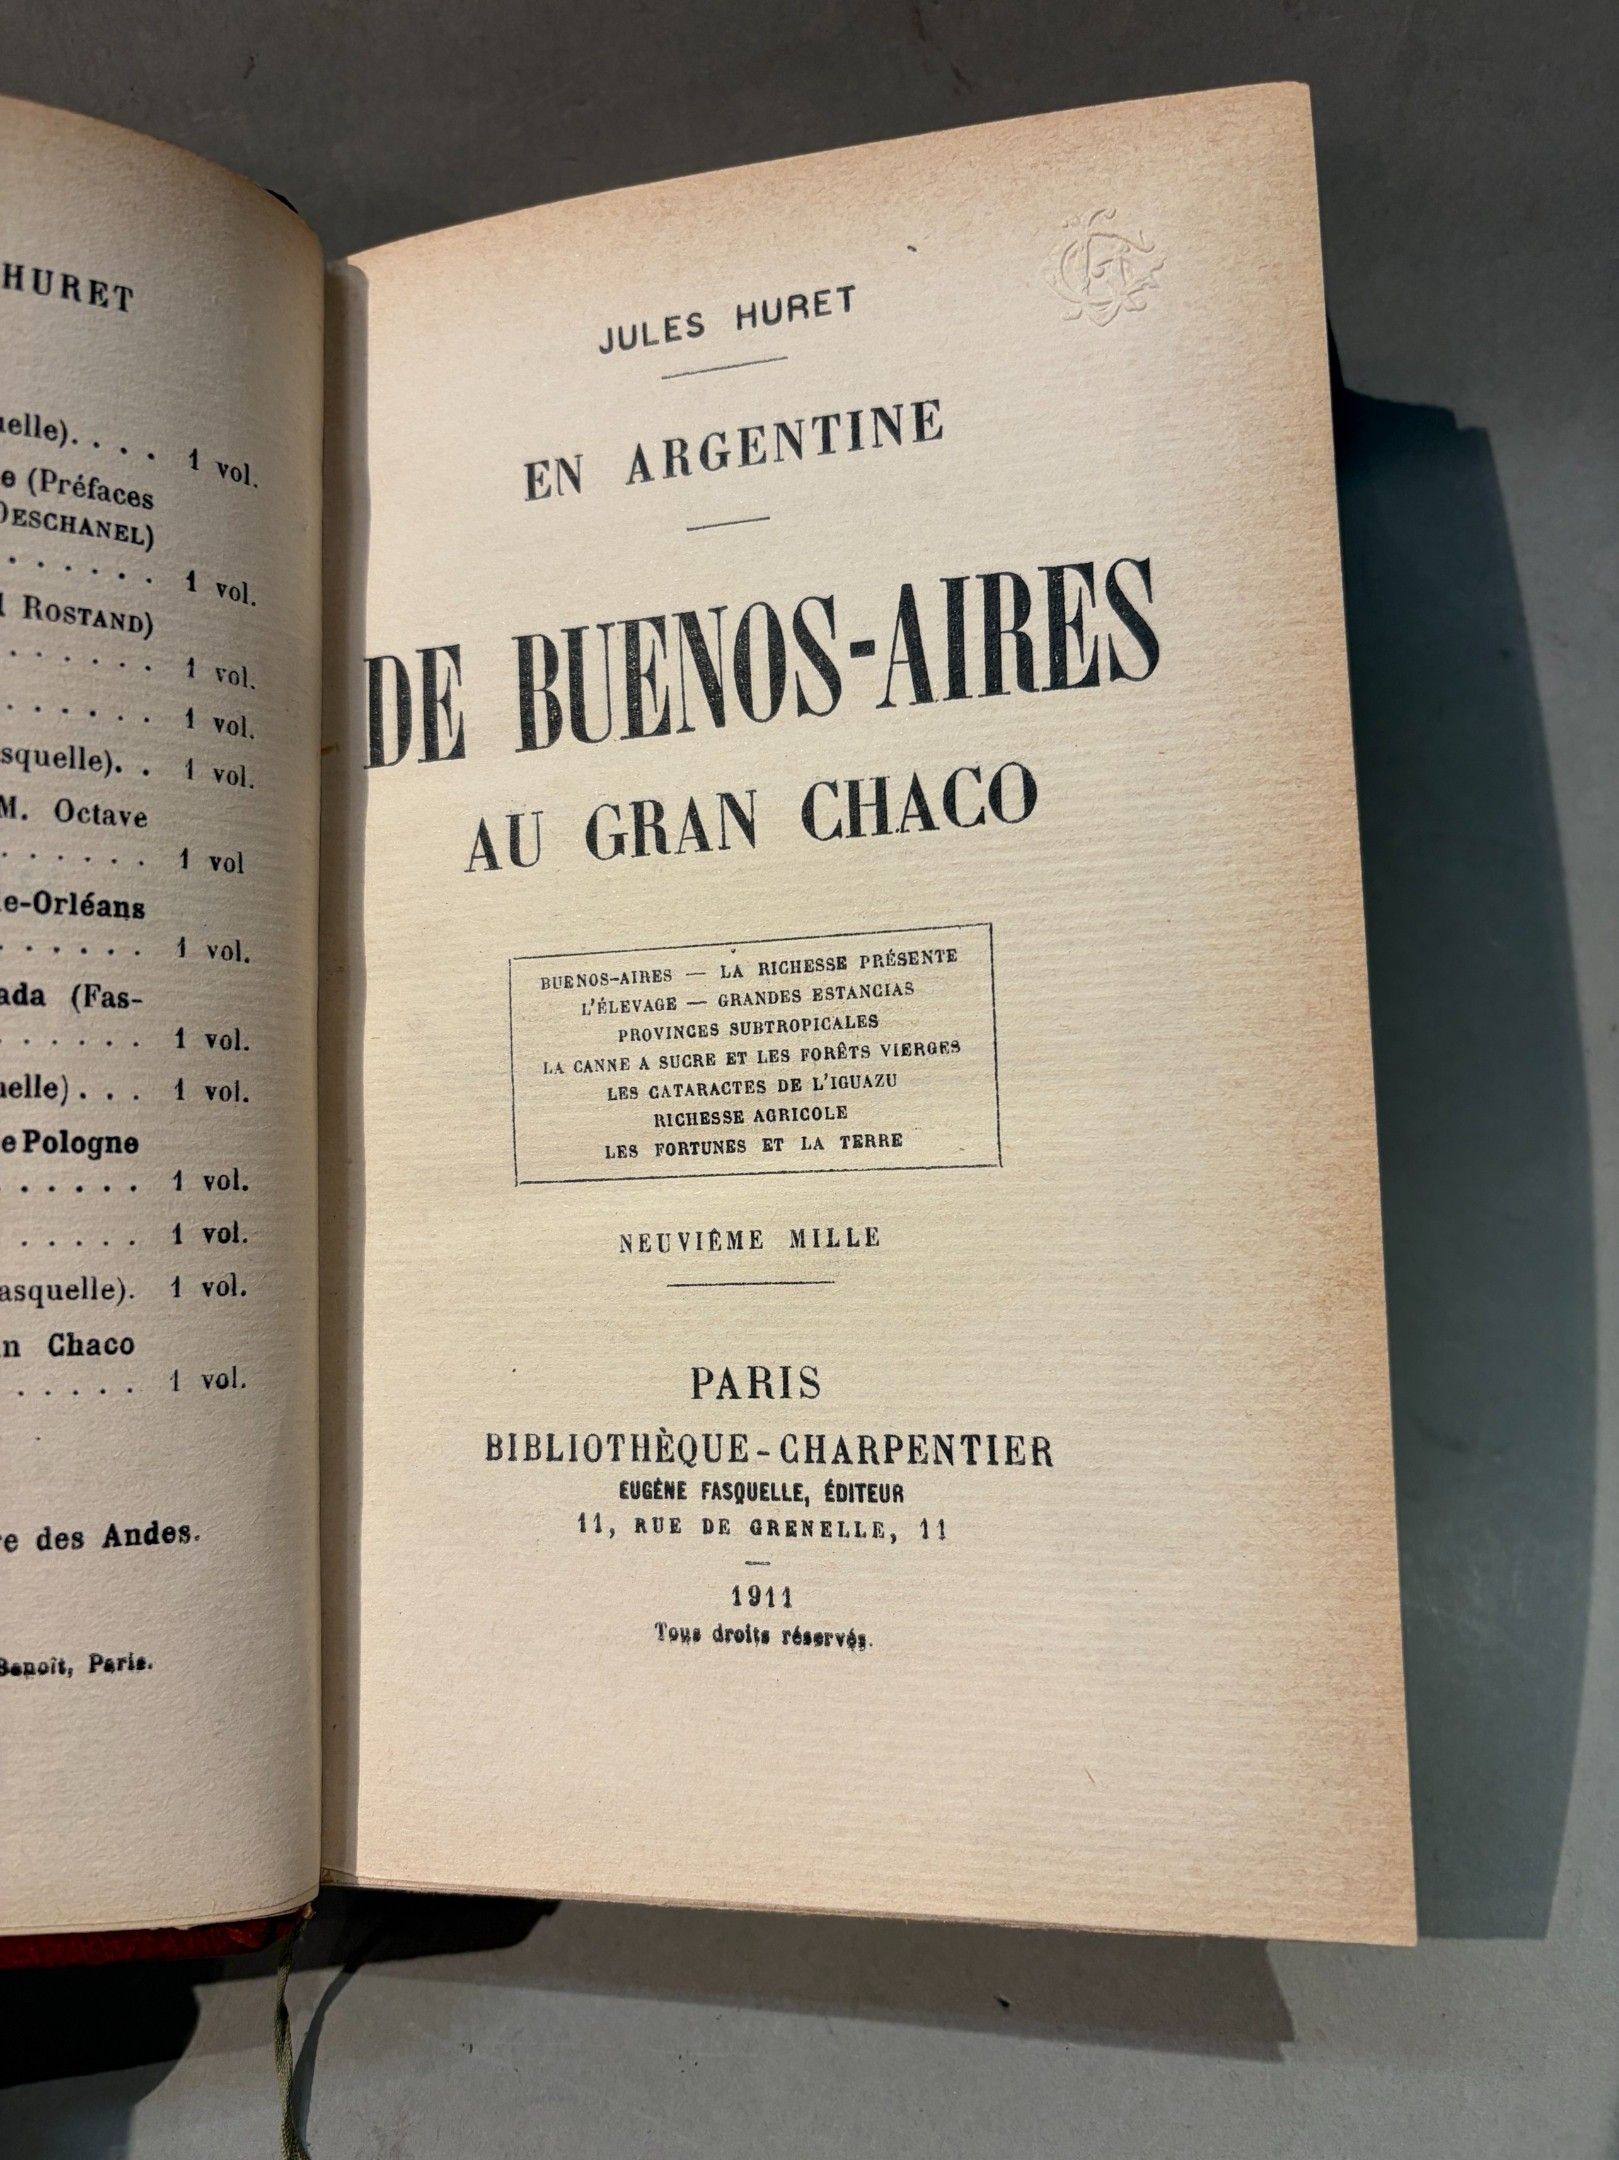 HURET
uelle). . . . 1 vol.
e (Préfaces
DESCHANEL)
. . . . . . 1 vol.
ROSTAND)
. . . . . . 1 vol.
. . . . . . 1 vol.
squelle). . 1 vol.
M. Octave
. . . . . . 1 vol
e-Orléans
. . . . . . 1 vol.
ada (Fas-
. . . . . . 1 vol.
uelle) . . . 1 vol.
e Pologne
. . . . . 1 vol.
. . . . . 1 vol.
asquelle). 1 vol.
n Chaco
. . . . . 1 vol.
re des Andes.
Benoît, Paris.
JULES HURET
EN ARGENTINE
DE BUENOS-AIRES
AU GRAN CHACO
BUENOS-AIRES — LA RICHESSE PRÉSENTE
L'ÉLEVAGE — GRANDES ESTANCIAS
PROVINCES SUBTROPICALES
LA CANNE A SUCRE ET LES FORÊTS VIERGES
LES CATARACTES DE L'IGUAZU
RICHESSE AGRICOLE
LES FORTUNES ET LA TERRE
NEUVIÈME MILLE
PARIS
BIBLIOTHÈQUE-CHARPENTIER
EUGÈNE FASQUELLE, ÉDITEUR
11, RUE DE GRENELLE, 11
1911
Tous droits réservés.